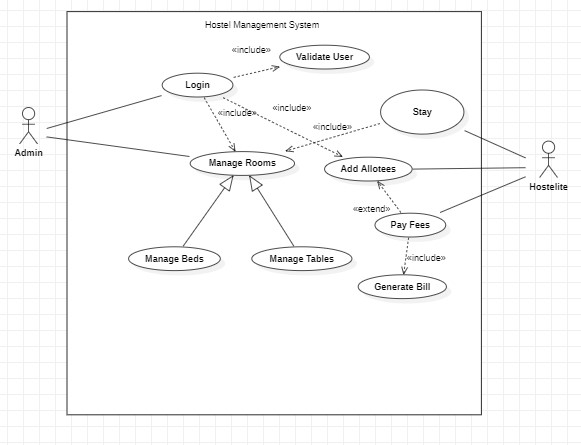 Hostel Management System
«include»
Validate User
Login
«include»
«include»
Stay
«include»
Admin
Manage Rooms
Add Allotees
Hostelite
«extend»
Pay Fees
Manage Beds
Manage Tables
«include»
Generate Bill